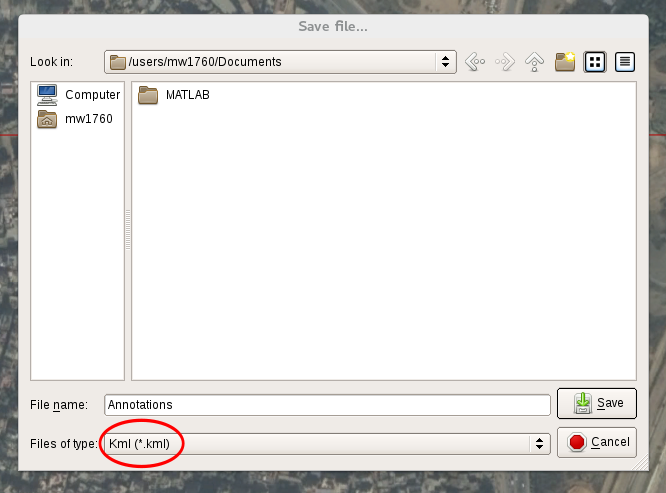 Save file...
Look in: /users/mw1760/Documents
Computer
mw1760
MATLAB
File name: Annotations
Save
Files of type: Kml (*.kml)
Cancel